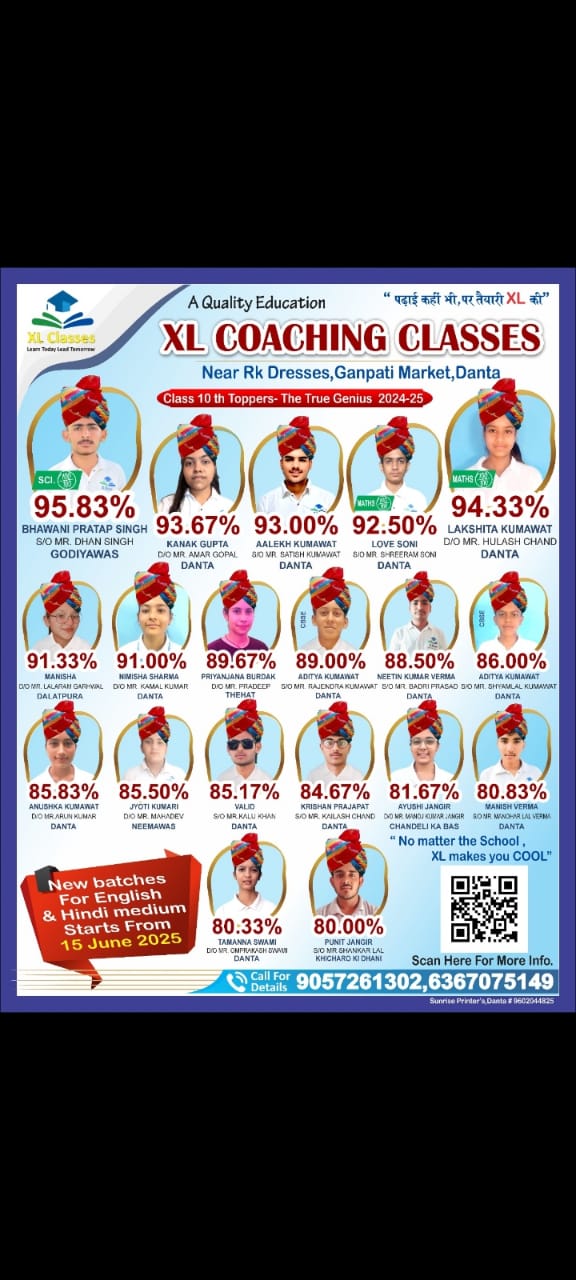 XL Classes
Learn Today Lead Tomorrow
A Quality Education
“ पढ़ाई कहीं भी,पर तैयारी XL की”
XL COACHING CLASSES
Near Rk Dresses,Ganpati Market,Danta
Class 10 th Toppers- The True Genius 2024-25
SCI.
95.83%
BHAWANI PRATAP SINGH
S/O MR. DHAN SINGH
GODIYAWAS
93.67%
KANAK GUPTA
D/O MR. AMAR GOPAL
DANTA
93.00%
AALEKH KUMAWAT
S/O MR. SATISH KUMAWAT
DANTA
MATHS
92.50%
LOVE SONI
S/O MR. SHREERAM SONI
DANTA
MATHS
94.33%
LAKSHITA KUMAWAT
D/O MR. HULASH CHAND
DANTA
91.33%
MANISHA
D/O MR. LALARAM GARHWAL
DALATPURA
91.00%
NIMISHA SHARMA
D/O MR. KAMAL KUMAR
DANTA
89.67%
PRIYANJANA BURDAK
D/O MR. PRADEEP
THEHAT
CBSE
89.00%
ADITYA KUMAWAT
S/O MR. RAJENDRA KUMAWAT
DANTA
88.50%
NEETIN KUMAR VERMA
S/O MR. BADRI PRASAD
DANTA
CBSE
86.00%
ADITYA KUMAWAT
S/O MR. SHYAMLAL KUMAWAT
DANTA
85.83%
ANUSHKA KUMAWAT
D/O MR.ARUN KUMAR
DANTA
85.50%
JYOTI KUMARI
D/O MR. MAHADEV
NEEMAWAS
85.17%
VALID
S/O MR.KALU KHAN
DANTA
84.67%
KRISHAN PRAJAPAT
S/O MR. KAILASH CHAND
DANTA
81.67%
AYUSHI JANGIR
D/O MR. MANOJ KUMAR JANGIR
CHANDELI KA BAS
80.83%
MANISH VERMA
S/O MR. MANOHAR LAL VERMA
DANTA
New batches
For English
& Hindi medium
Starts From
15 June 2025
80.33%
TAMANNA SWAMI
D/O MR. OMPRAKASH SWAMI
DANTA
80.00%
PUNIT JANGIR
S/O MR SHANKAR LAL
KHICHARO KI DHANI
“ No matter the School ,
XL makes you COOL”
Scan Here For More Info.
Call For
Details
9057261302,6367075149
Sunrise Printer's,Danta # 9602044825